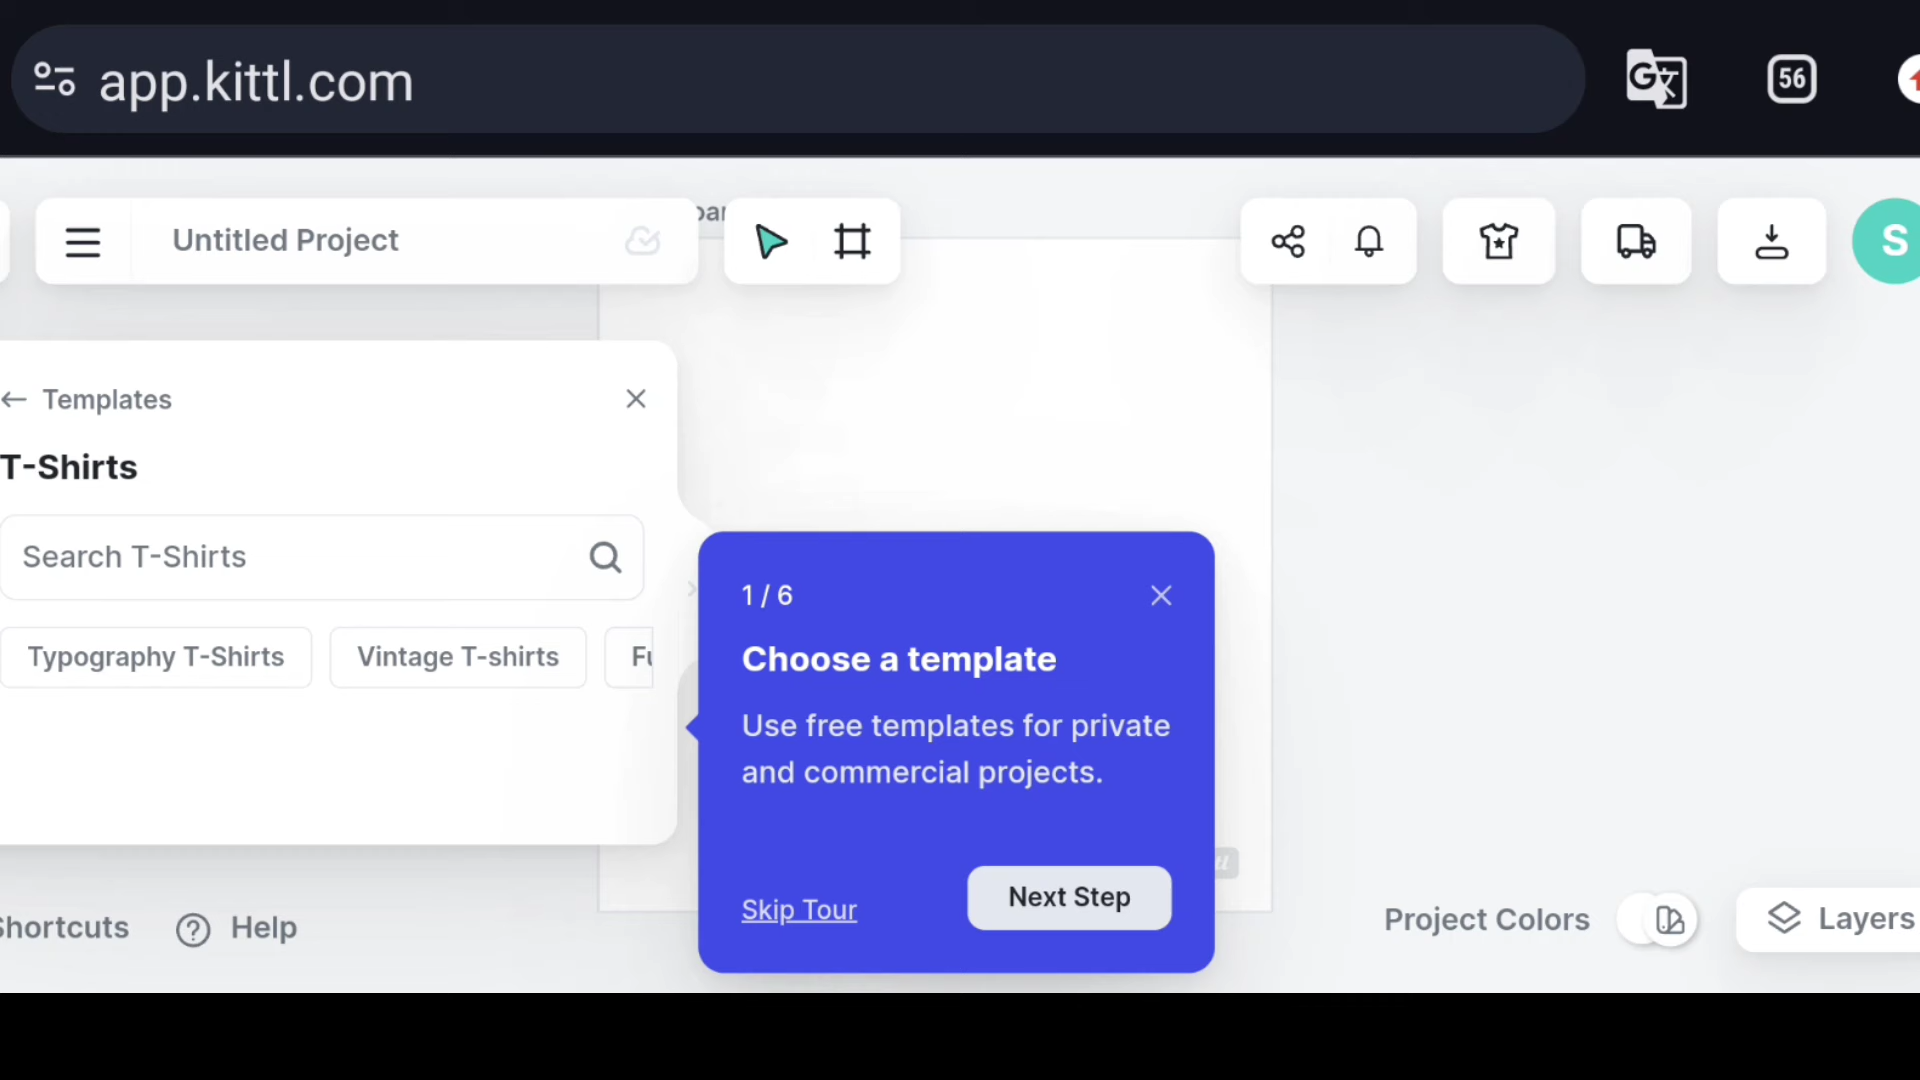 app.kittl.com
56
Untitled Project
S
Templates
T-Shirts
Search T-Shirts
Typography T-Shirts
Vintage T-shirts
1 / 6
Choose a template
Use free templates for private
and commercial projects.
Skip Tour
Next Step
Shortcuts
Help
Project Colors
Layers